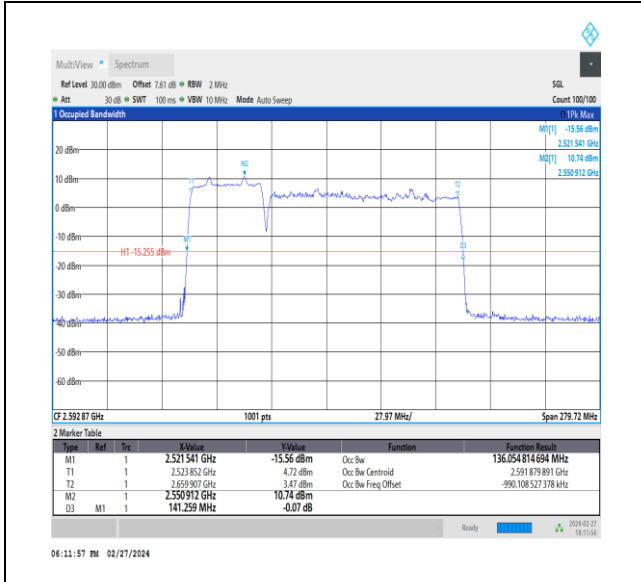 MultiView Spectrum
Ref Level 30.00 dBm Offset 7.61 dB RBW 2 MHz SGL
Att 30 dB SWT 100 ms VBW 10 MHz Mode Auto Sweep Count 100/100
1 Occupied Bandwidth 1Pk Max
M1[1] -15.56 dBm
2.521 541 GHz
20 dBm
M2[1] 10.74 dBm
2.550 912 GHz
M2
10 dBm
T1
T2
0 dBm
-10 dBm
M1
D3
H1 -15.255 dBm
-20 dBm
-30 dBm
-40 dBm
-50 dBm
-60 dBm
CF 2.592 87 GHz 1001 pts 27.97 MHz/ Span 279.72 MHz
2 Marker Table
Type Ref Trc X-Value Y-Value Function Function Result
M1 1 2.521 541 GHz -15.56 dBm Occ Bw 136.054 814 694 MHz
T1 1 2.523 852 GHz 4.72 dBm Occ Bw Centroid 2.591 879 891 GHz
T2 1 2.659 907 GHz 3.47 dBm Occ Bw Freq Offset -990.108 527 378 kHz
M2 1 2.550 912 GHz 10.74 dBm
D3 M1 1 141.259 MHz -0.07 dB
Ready 2024-02-27
18:11:56
06:11:57 PM 02/27/2024